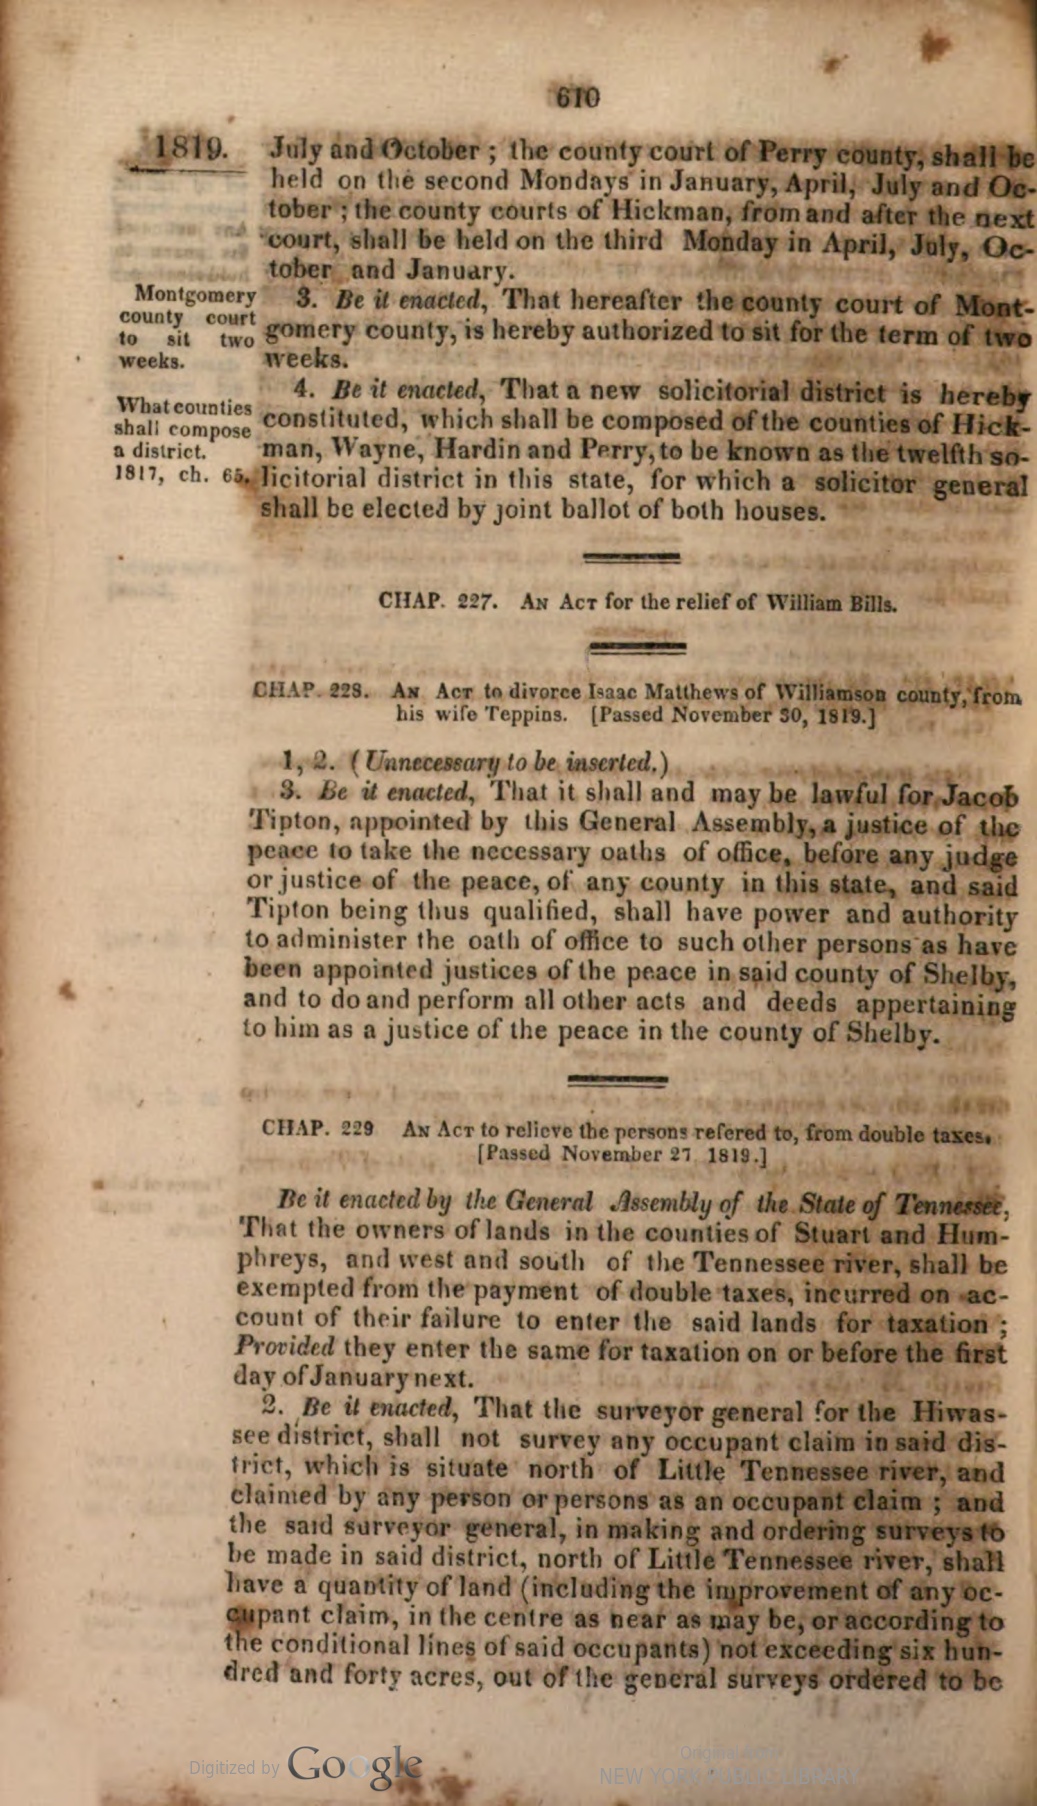 610
1819.
July and October ; the county court of Perry county, shall be
held on the second Mondays in January, April, July and Oc-
tober ; the county courts of Hickman, from and after the next
court, shall be held on the third Monday in April, July, Oc-
tober and January.
Montgomery
county court
to sit two
weeks.
3. Be it enacted, That hereafter the county court of Mont-
gomery county, is hereby authorized to sit for the term of two
weeks.
What counties
shall compose
a district.
1817, ch. 65.
4. Be it enacted, That a new solicitorial district is hereby
constituted, which shall be composed of the counties of Hick-
man, Wayne, Hardin and Perry, to be known as the twelfth so-
licitorial district in this state, for which a solicitor general
shall be elected by joint ballot of both houses.
CHAP. 227. AN ACT for the relief of William Bills.
CHAP. 228. AN ACT to divorce Isaac Matthews of Williamson county, from
his wife Teppins. [Passed November 30, 1819.]
1, 2. (Unnecessary to be inserted.)
3. Be it enacted, That it shall and may be lawful for Jacob
Tipton, appointed by this General Assembly, a justice of the
peace to take the necessary oaths of office, before any judge
or justice of the peace, of any county in this state, and said
Tipton being thus qualified, shall have power and authority
to administer the oath of office to such other persons as have
been appointed justices of the peace in said county of Shelby,
and to do and perform all other acts and deeds appertaining
to him as a justice of the peace in the county of Shelby.
CHAP. 229 AN ACT to relieve the persons refered to, from double taxes.
[Passed November 27 1819.]
Be it enacted by the General Assembly of the State of Tennessee,
That the owners of lands in the counties of Stuart and Hum-
phreys, and west and south of the Tennessee river, shall be
exempted from the payment of double taxes, incurred on ac-
count of their failure to enter the said lands for taxation ;
Provided they enter the same for taxation on or before the first
day of January next.
2. Be it enacted, That the surveyor general for the Hiwas-
see district, shall not survey any occupant claim in said dis-
trict, which is situate north of Little Tennessee river, and
claimed by any person or persons as an occupant claim ; and
the said surveyor general, in making and ordering surveys to
be made in said district, north of Little Tennessee river, shall
have a quantity of land (including the improvement of any oc-
cupant claim, in the centre as near as may be, or according to
the conditional lines of said occupants) not exceeding six hun-
dred and forty acres, out of the general surveys ordered to be
Digitized by Google
Original from
NEW YORK PUBLIC LIBRARY